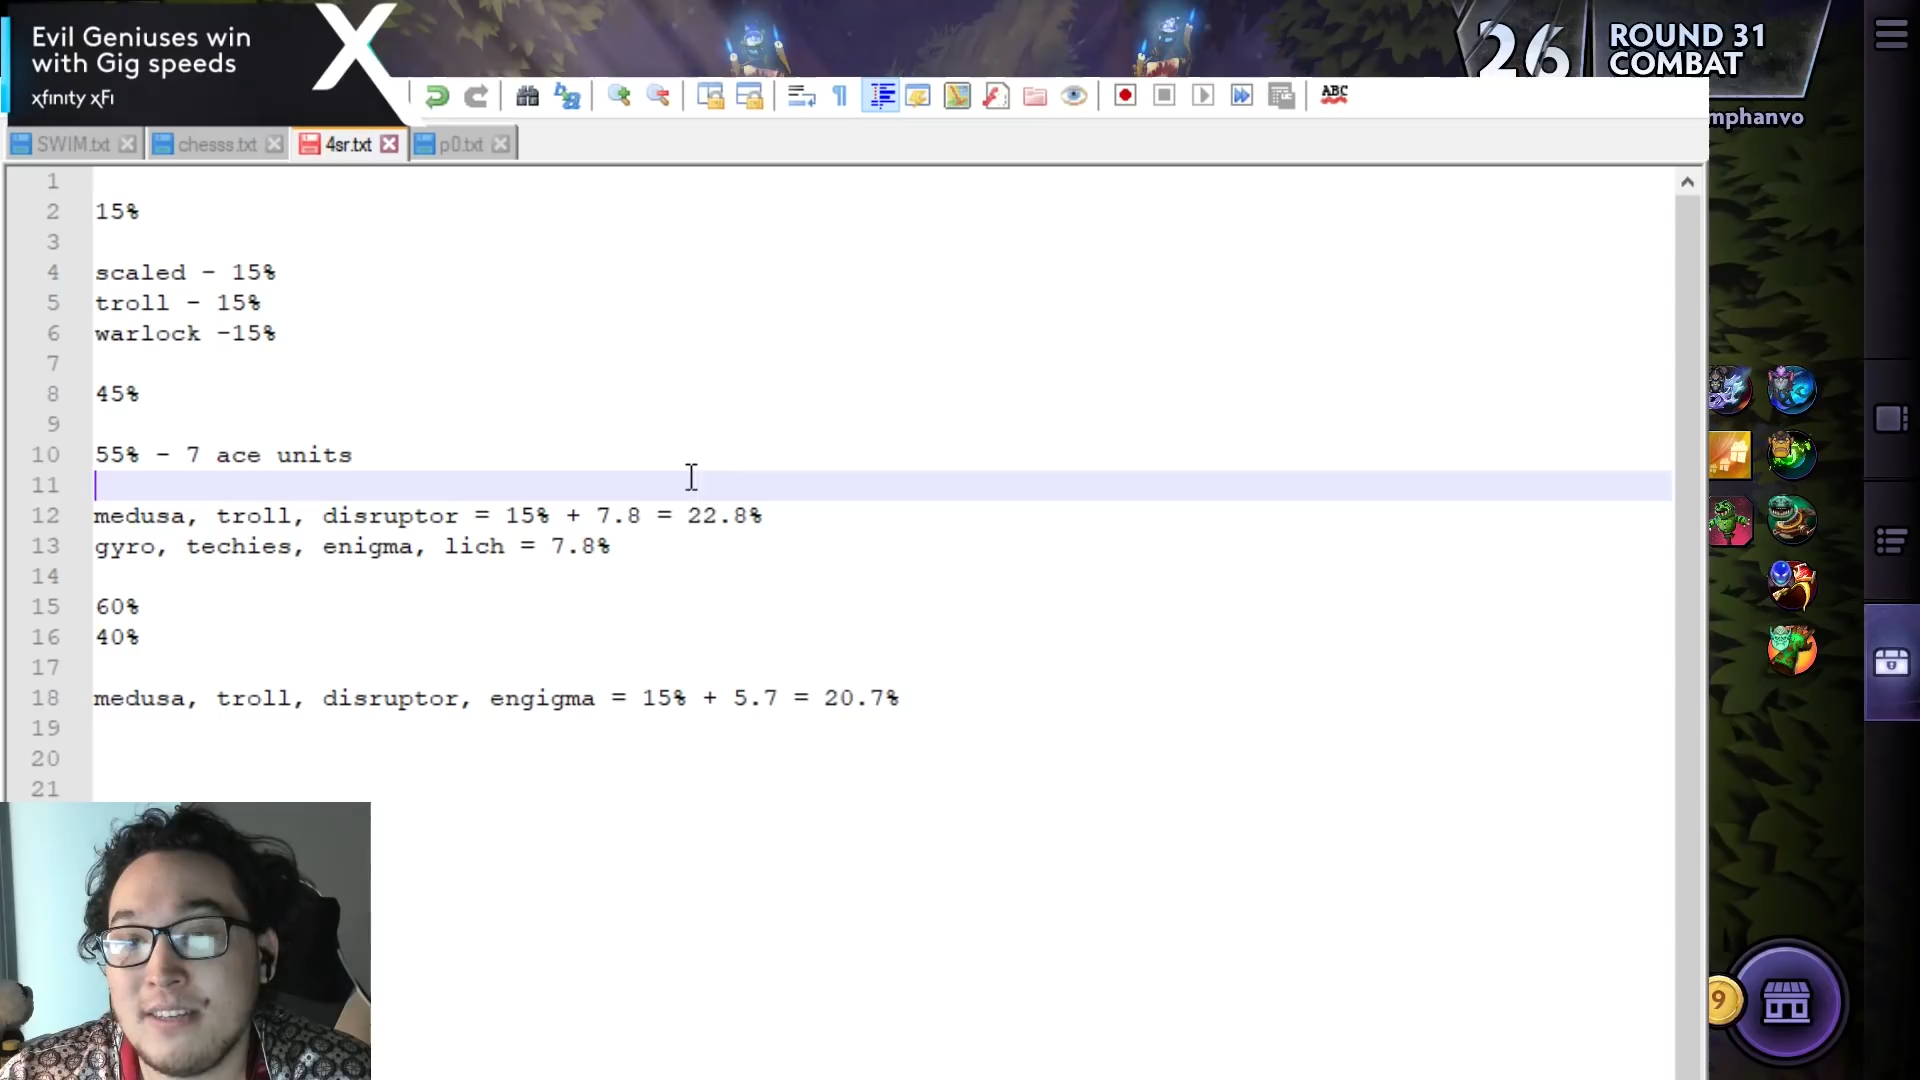 Evil Geniuses win
with Gig speeds
xfinity xFi
X
26
ROUND 31
COMBAT
mphanvo
ABC
SWIM.txt
chesss.txt
4sr.txt
p0.txt
1
2 15%
3
4 scaled - 15%
5 troll - 15%
6 warlock -15%
7
8 45%
9
10 55% - 7 ace units
11
12 medusa, troll, disruptor = 15% + 7.8 = 22.8%
13 gyro, techies, enigma, lich = 7.8%
14
15 60%
16 40%
17
18 medusa, troll, disruptor, engigma = 15% + 5.7 = 20.7%
19
20
21
9